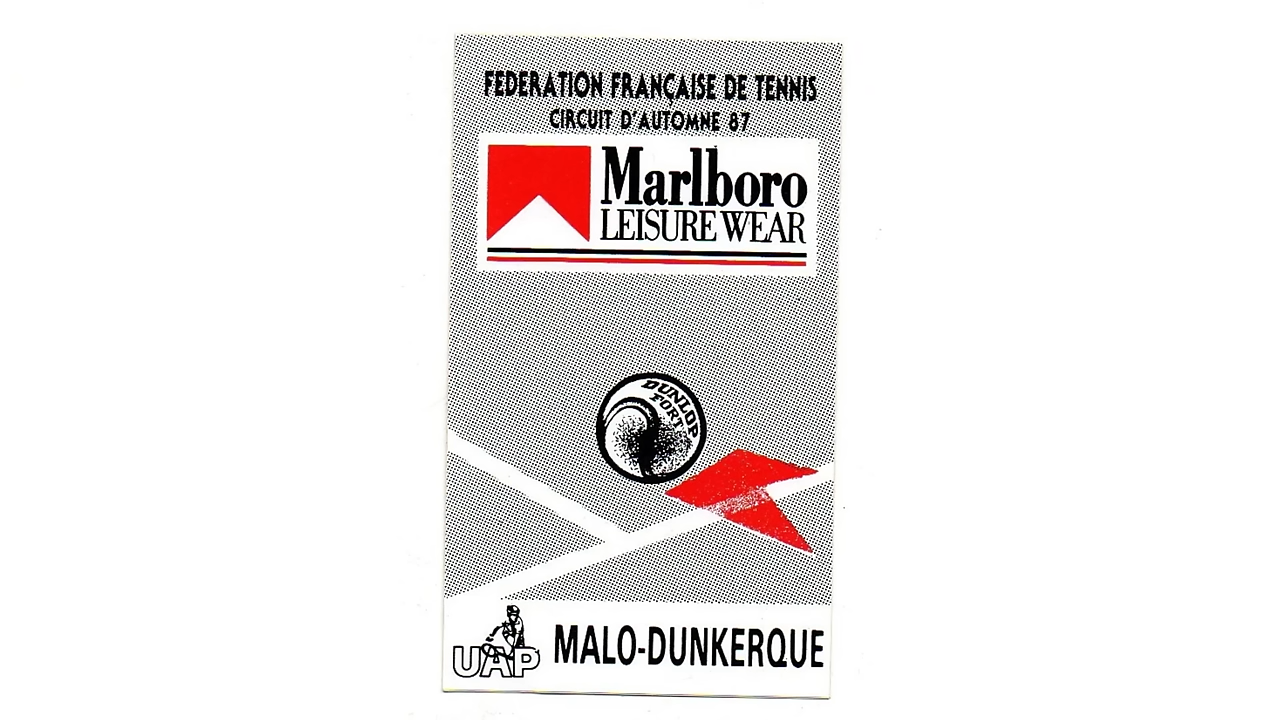 FEDERATION FRANÇAISE DE TENNIS
CIRCUIT D'AUTOMNE 87
Marlboro
LEISURE WEAR
DUNLOP
FORT
UAP
MALO-DUNKERQUE